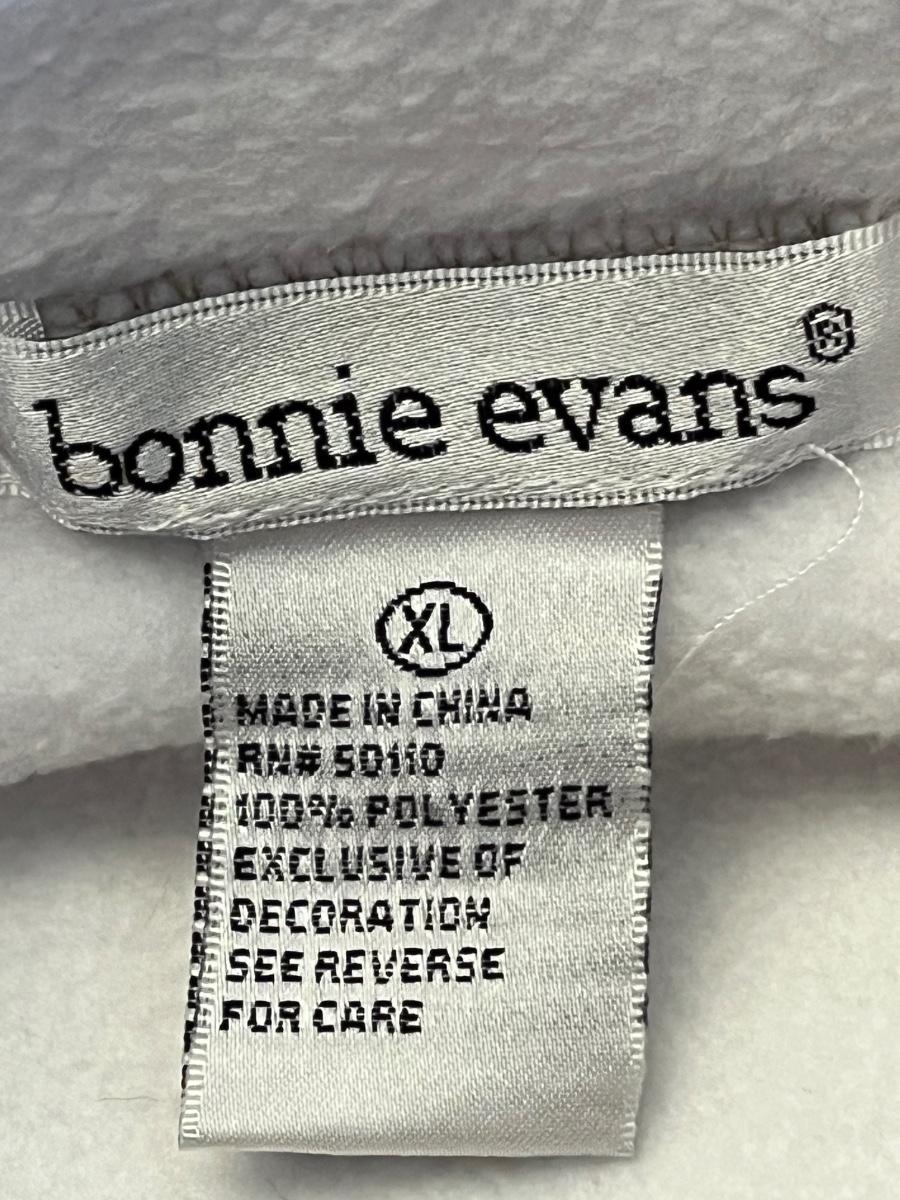 bonnie evans®
XL
MADE IN CHINA
RN# 50110
100% POLYESTER
EXCLUSIVE OF
DECORATION
SEE REVERSE
FOR CARE